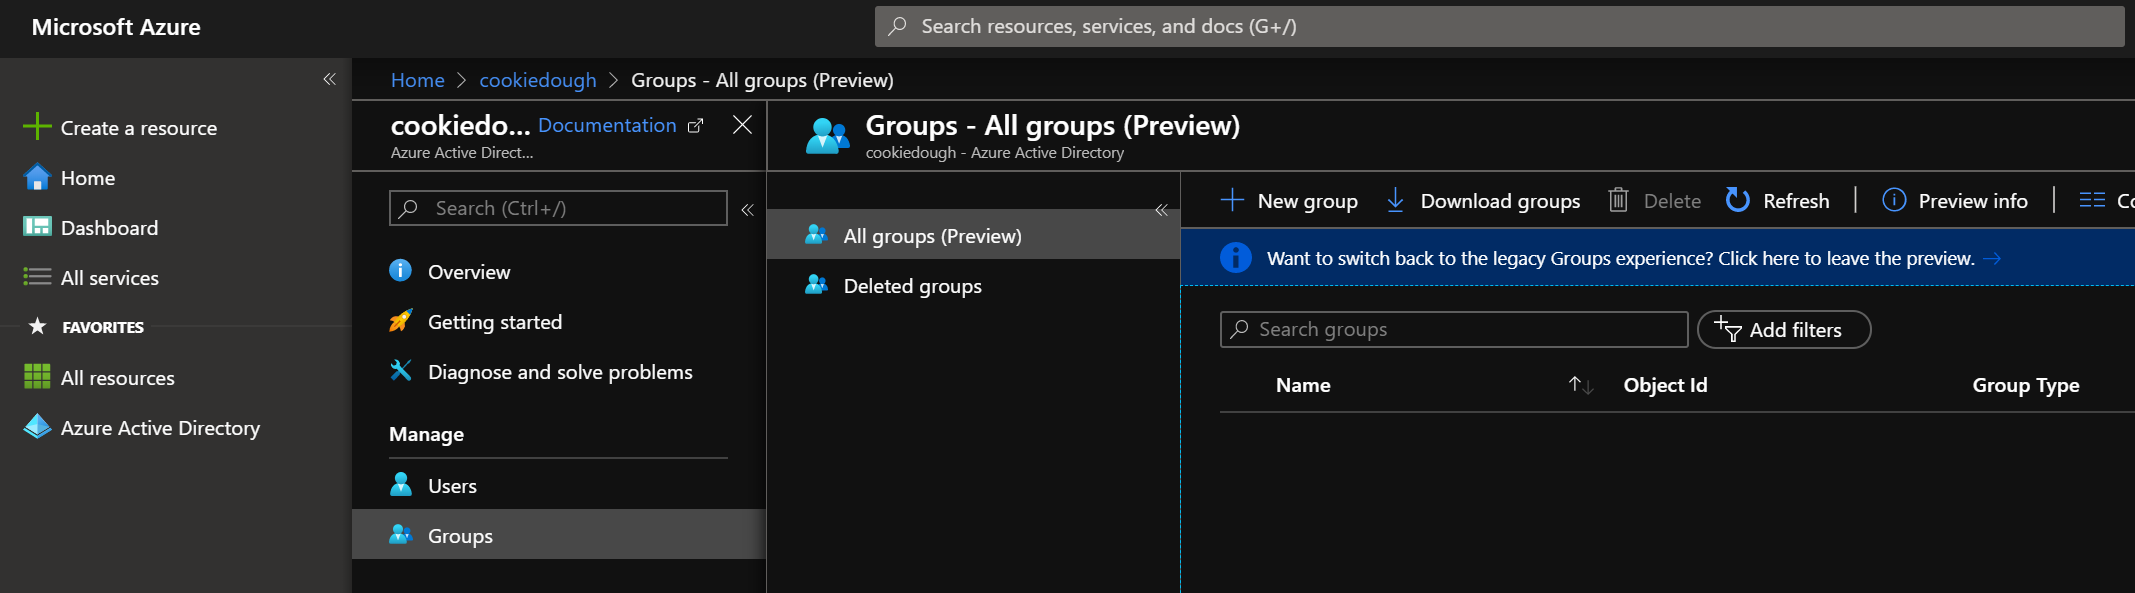 Microsoft Azure
Search resources, services, and docs (G+/)
«
Create a resource
Home
Dashboard
All services
FAVORITES
All resources
Azure Active Directory
Home > cookiedough > Groups - All groups (Preview)
cookiedo... Documentation
Azure Active Direct...
Search (Ctrl+/)
«
Overview
Getting started
Diagnose and solve problems
Manage
Users
Groups
Groups - All groups (Preview)
cookiedough - Azure Active Directory
«
All groups (Preview)
Deleted groups
New group Download groups Delete Refresh | Preview info | Co
Want to switch back to the legacy Groups experience? Click here to leave the preview. →
Search groups Add filters
Name ↑↓ Object Id Group Type